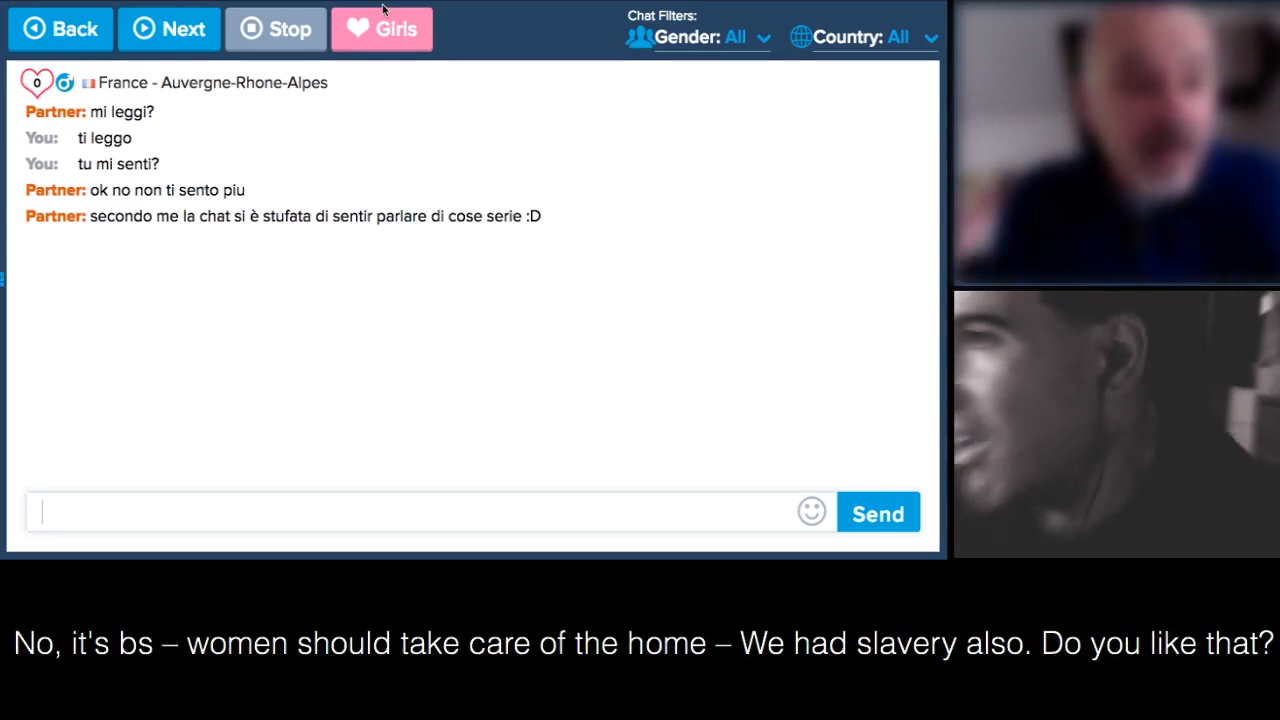 Back
Next
Stop
Girls
Chat Filters:
Gender: All
Country: All
0
France - Auvergne-Rhone-Alpes
Partner: mi leggi?
You: ti leggo
You: tu mi senti?
Partner: ok no non ti sento piu
Partner: secondo me la chat si è stufata di sentir parlare di cose serie :D
Send
No, it's bs – women should take care of the home – We had slavery also. Do you like that?